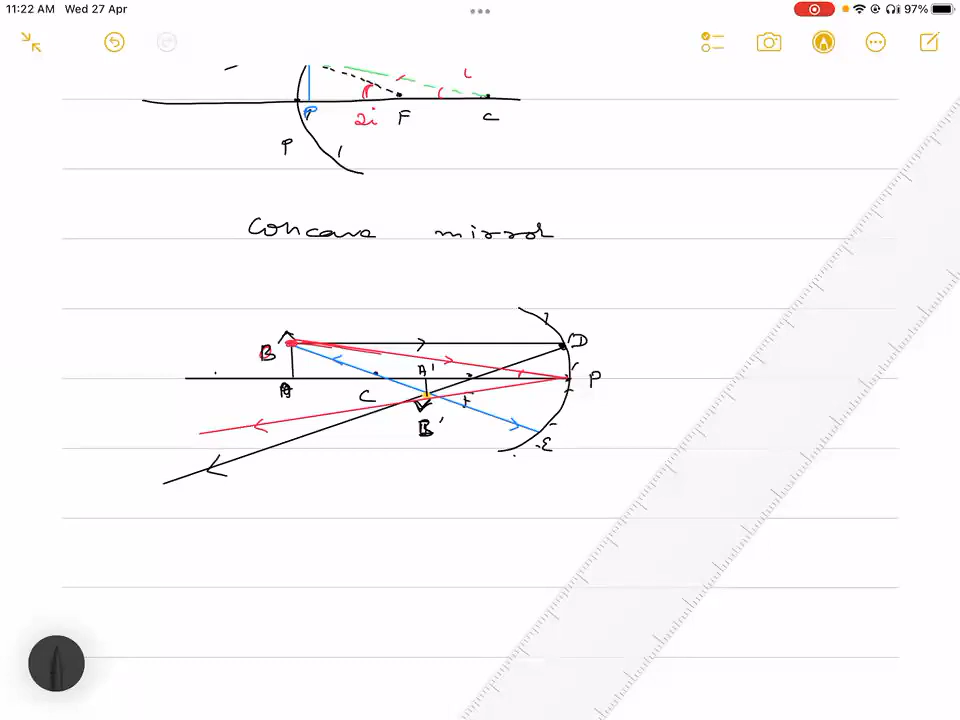 11:22 AM Wed 27 Apr
97%
P 2i F C
P
Concave mirror
B D
A C A' F P
B' E